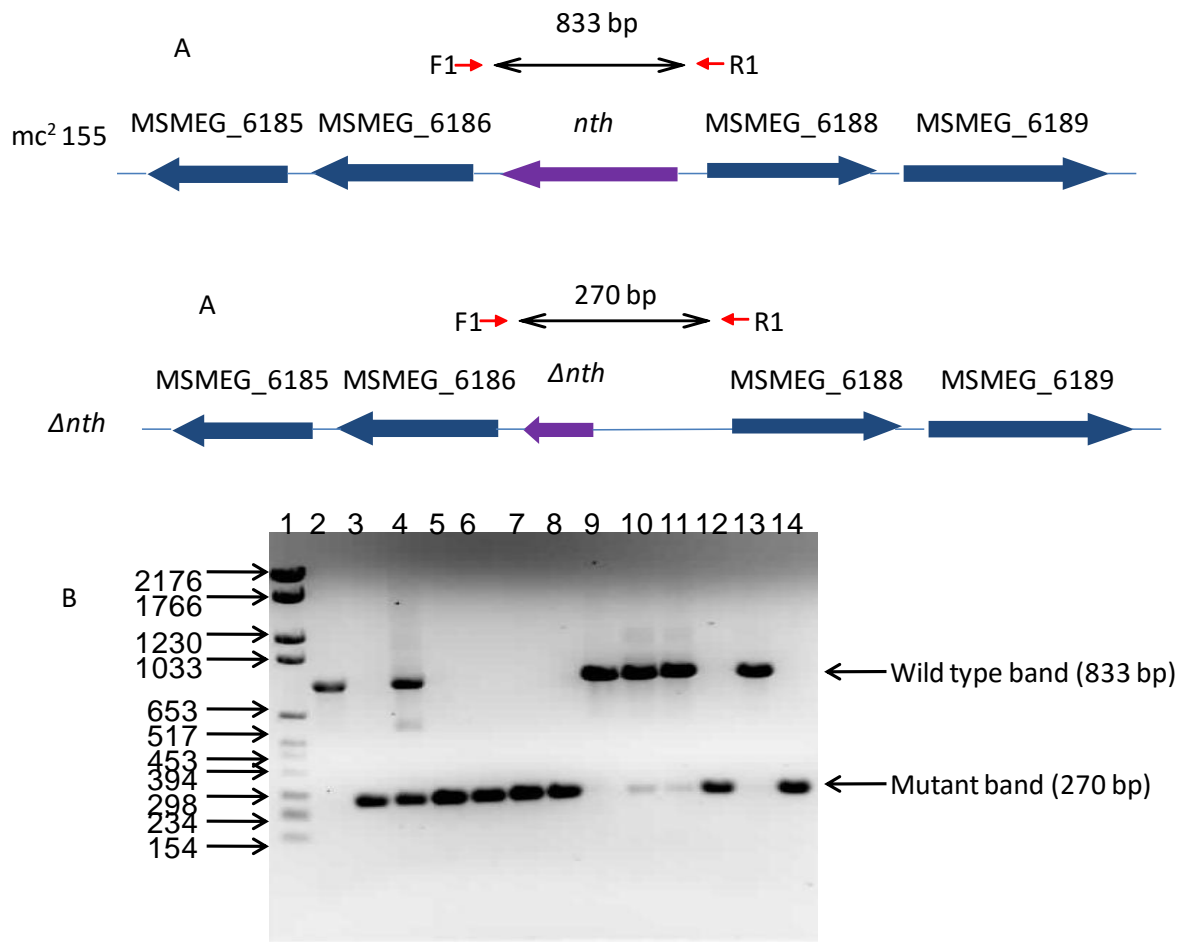 A
833 bp
F1
R1
mc² 155
MSMEG_6185
MSMEG_6186
nth
MSMEG_6188
MSMEG_6189
A
270 bp
F1
R1
Δnth
MSMEG_6185
MSMEG_6186
Δnth
MSMEG_6188
MSMEG_6189
B
1 2 3 4 5 6 7 8 9 10 11 12 13 14
2176
1766
1230
1033
653
517
453
394
298
234
154
Wild type band (833 bp)
Mutant band (270 bp)